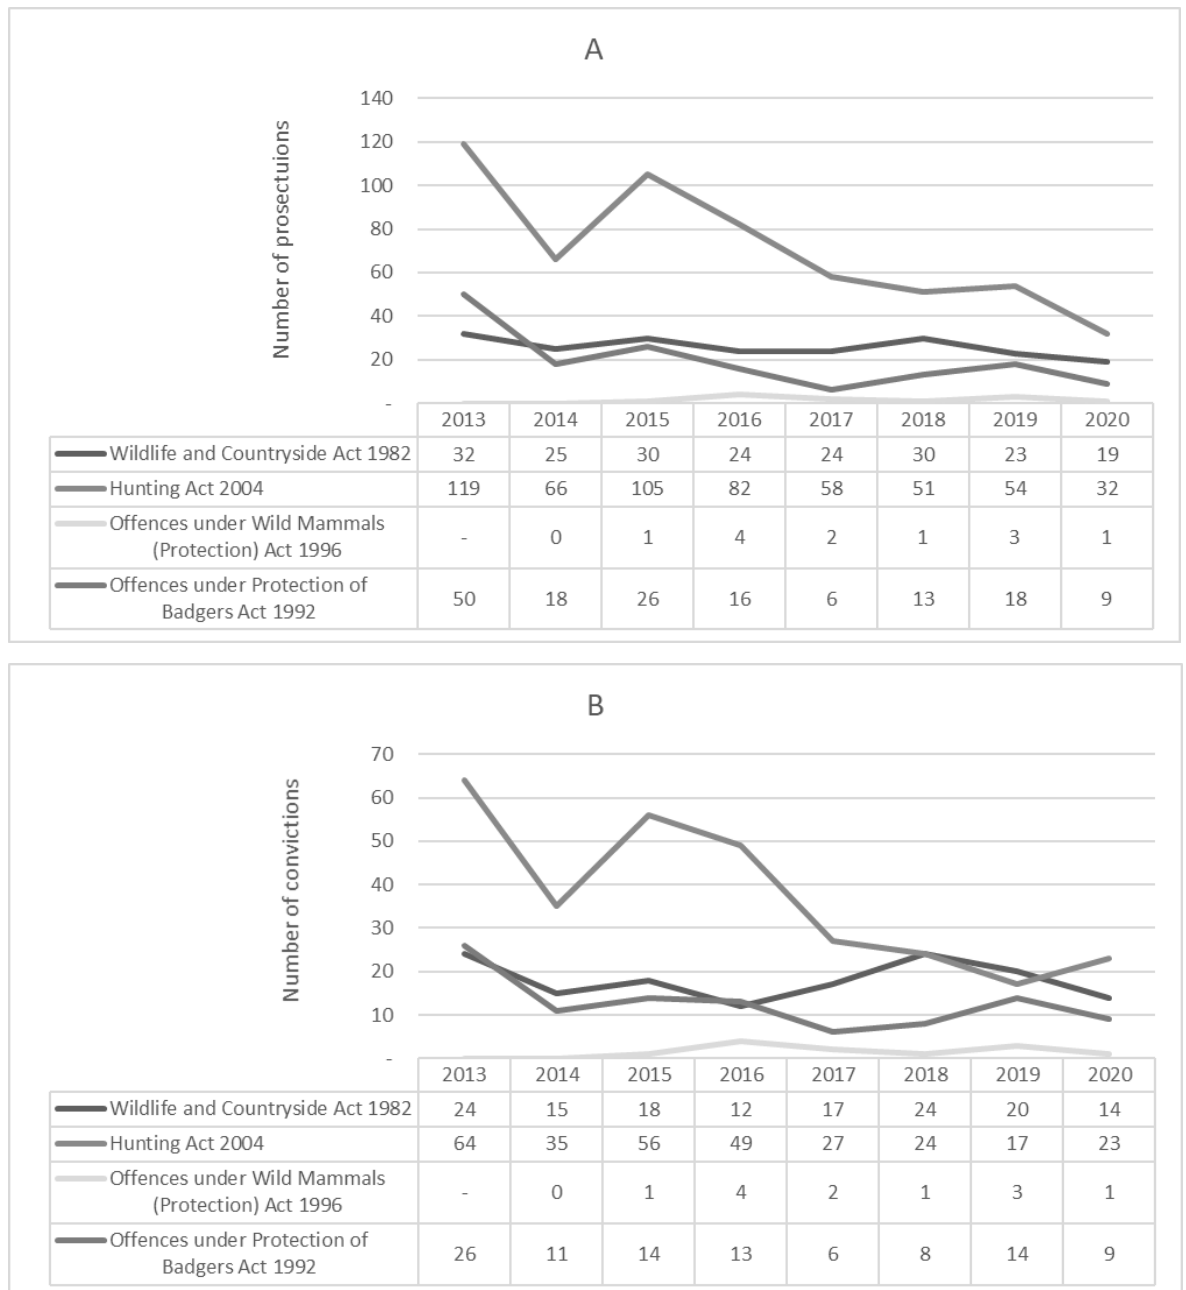 A
Number of prosectuions
140
120
100
80
60
40
20
-
2013 2014 2015 2016 2017 2018 2019 2020
Wildlife and Countryside Act 1982 32 25 30 24 24 30 23 19
Hunting Act 2004 119 66 105 82 58 51 54 32
Offences under Wild Mammals
(Protection) Act 1996 - 0 1 4 2 1 3 1
Offences under Protection of
Badgers Act 1992 50 18 26 16 6 13 18 9
B
Number of convictions
70
60
50
40
30
20
10
-
2013 2014 2015 2016 2017 2018 2019 2020
Wildlife and Countryside Act 1982 24 15 18 12 17 24 20 14
Hunting Act 2004 64 35 56 49 27 24 17 23
Offences under Wild Mammals
(Protection) Act 1996 - 0 1 4 2 1 3 1
Offences under Protection of
Badgers Act 1992 26 11 14 13 6 8 14 9